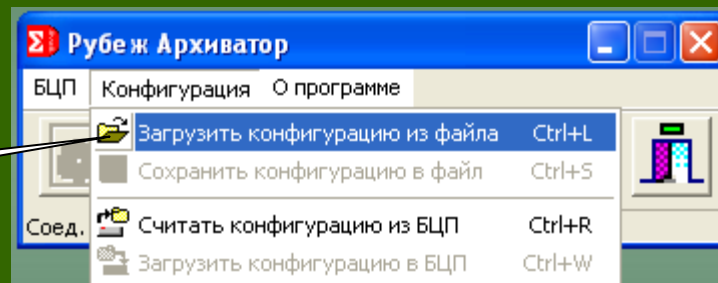 Рубеж Архиватор
БЦП Конфигурация О программе
Загрузить конфигурацию из файла Ctrl+L
Сохранить конфигурацию в файл Ctrl+S
Соед.
Считать конфигурацию из БЦП Ctrl+R
Загрузить конфигурацию в БЦП Ctrl+W